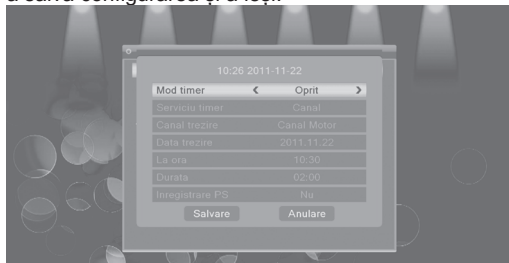 a salva configurarea și a ieși.
10:26 2011-11-22
Mod timer Oprit
Serviciu timer Canal
Canal trezire Canal Motor
Data trezire 2011.11.22
La ora 10:30
Durata 02:00
Inregistrare PS Nu
Salvare Anulare